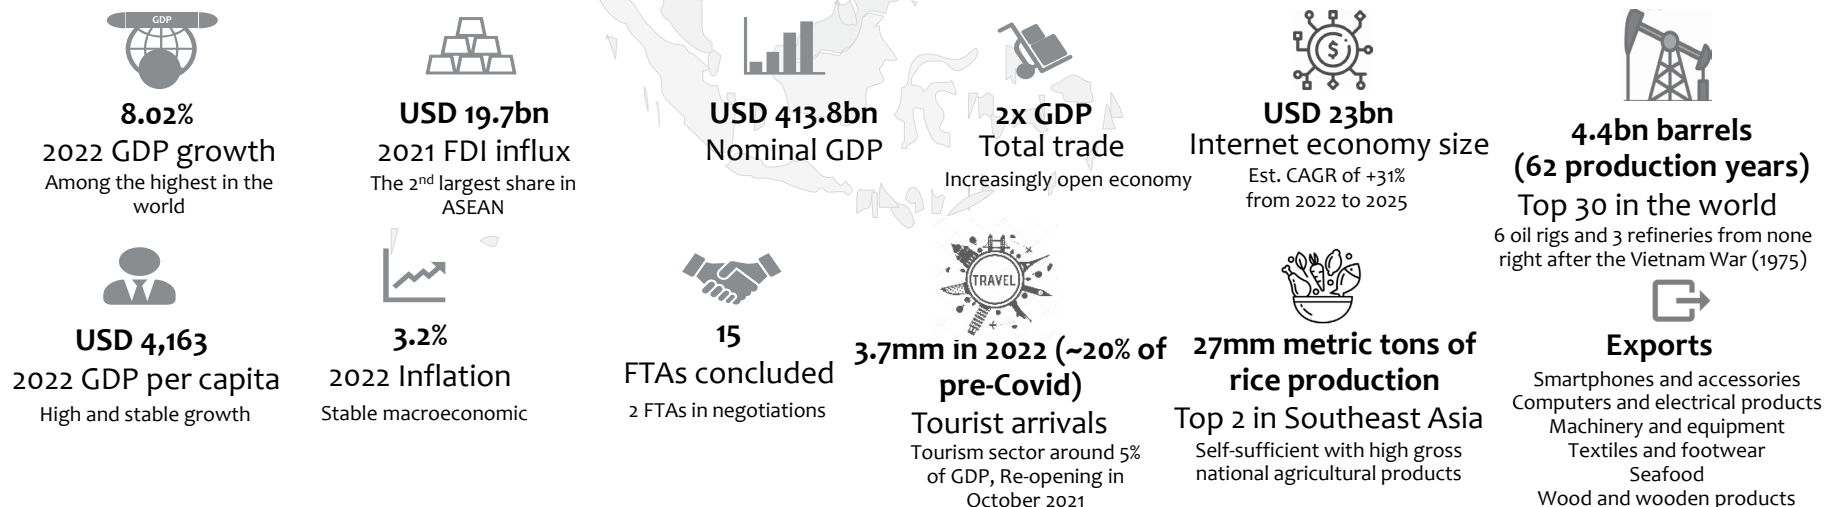 GDP
8.02%
2022 GDP growth
Among the highest in the
world
USD 19.7bn
2021 FDI influx
The 2nd largest share in
ASEAN
USD 413.8bn
Nominal GDP
2x GDP
Total trade
Increasingly open economy
USD 23bn
Internet economy size
Est. CAGR of +31%
from 2022 to 2025
4.4bn barrels
(62 production years)
Top 30 in the world
6 oil rigs and 3 refineries from none
right after the Vietnam War (1975)
USD 4,163
2022 GDP per capita
High and stable growth
3.2%
2022 Inflation
Stable macroeconomic
15
FTAs concluded
2 FTAs in negotiations
TRAVEL
3.7mm in 2022 (~20% of
pre-Covid)
Tourist arrivals
Tourism sector around 5%
of GDP, Re-opening in
October 2021
27mm metric tons of
rice production
Top 2 in Southeast Asia
Self-sufficient with high gross
national agricultural products
Exports
Smartphones and accessories
Computers and electrical products
Machinery and equipment
Textiles and footwear
Seafood
Wood and wooden products